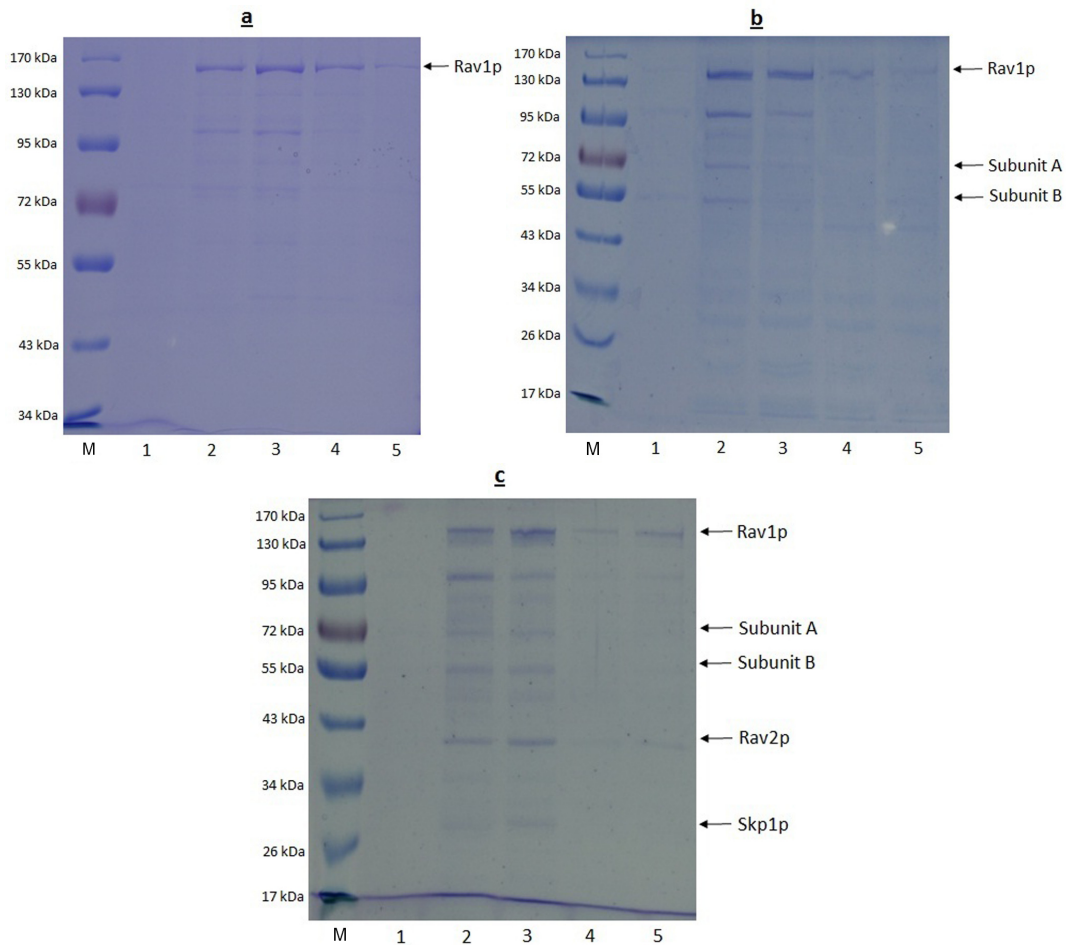 a
170 kDa
130 kDa
95 kDa
72 kDa
55 kDa
43 kDa
34 kDa
Rav1p
M 1 2 3 4 5
b
170 kDa
130 kDa
95 kDa
72 kDa
55 kDa
43 kDa
34 kDa
26 kDa
17 kDa
Rav1p
Subunit A
Subunit B
M 1 2 3 4 5
c
170 kDa
130 kDa
95 kDa
72 kDa
55 kDa
43 kDa
34 kDa
26 kDa
17 kDa
Rav1p
Subunit A
Subunit B
Rav2p
Skp1p
M 1 2 3 4 5